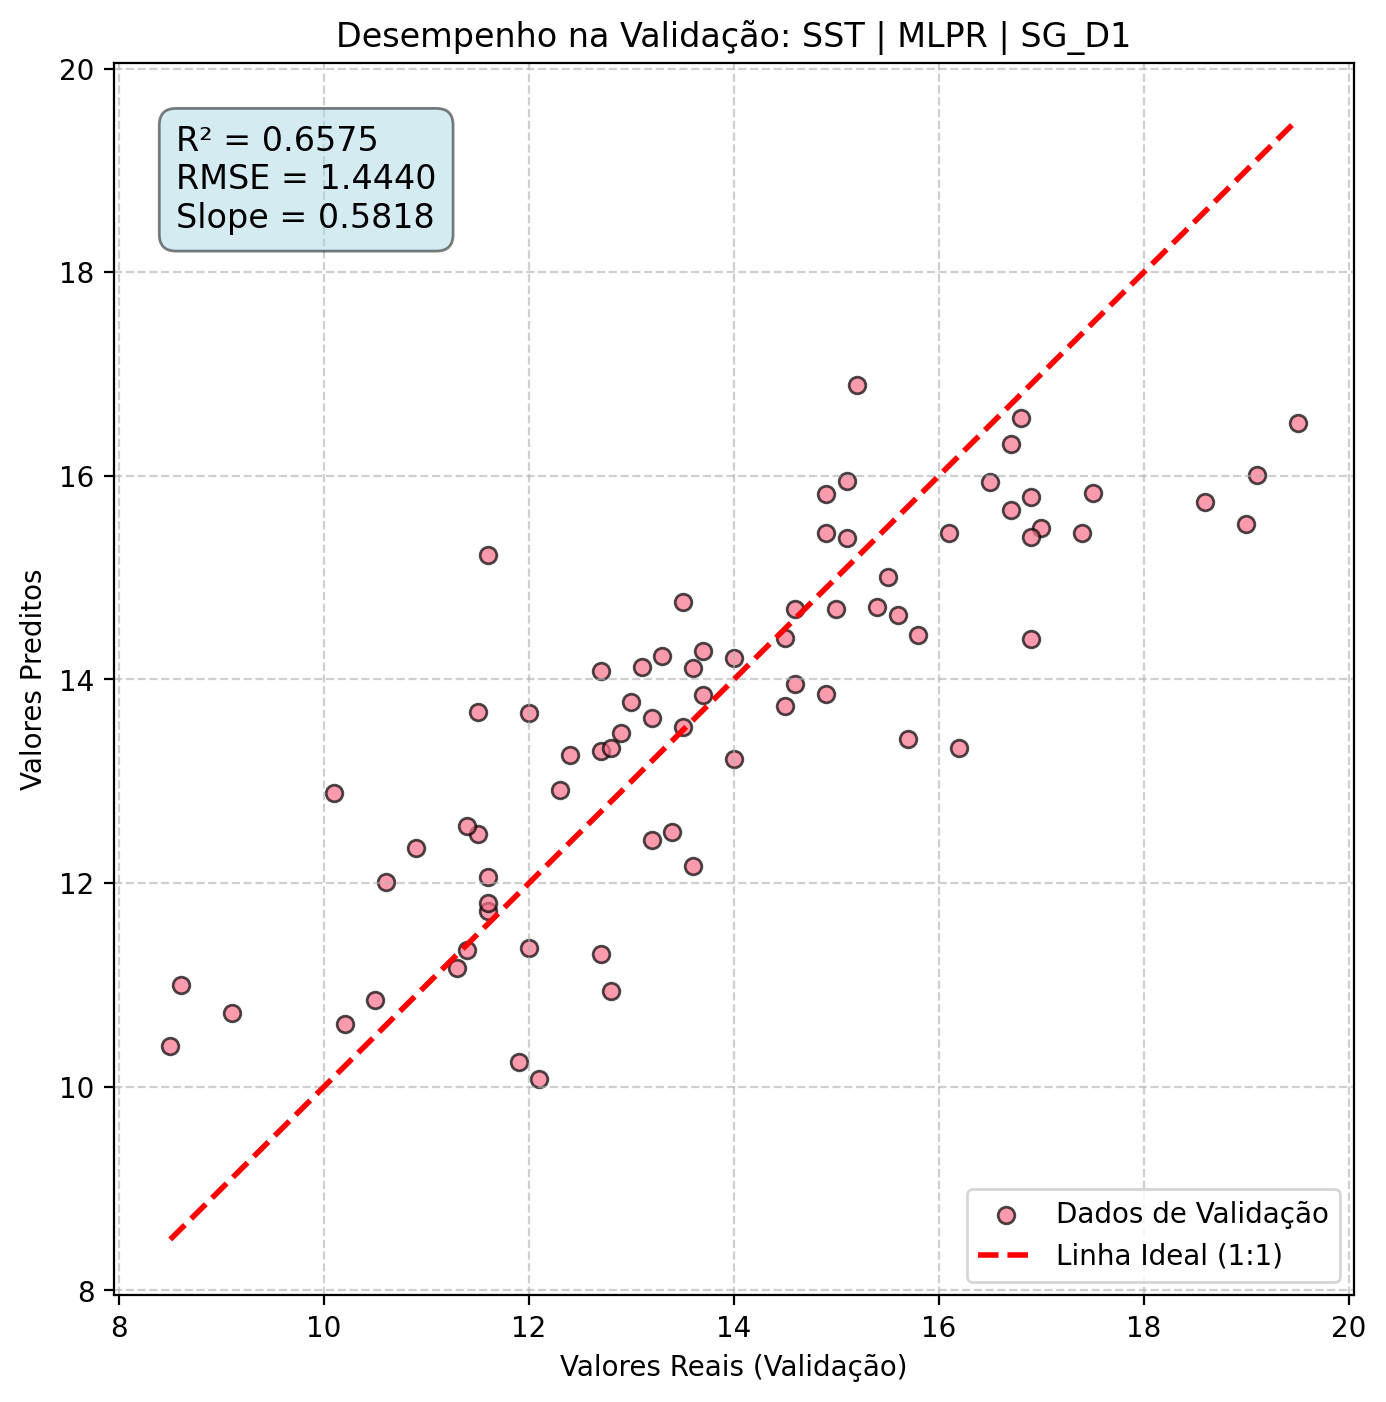 Desempenho na Validação: SST | MLPR | SG_D1
R² = 0.6575
RMSE = 1.4440
Slope = 0.5818
20
18
16
14
12
10
8
Valores Preditos
8 10 12 14 16 18 20
Valores Reais (Validação)
Dados de Validação
Linha Ideal (1:1)